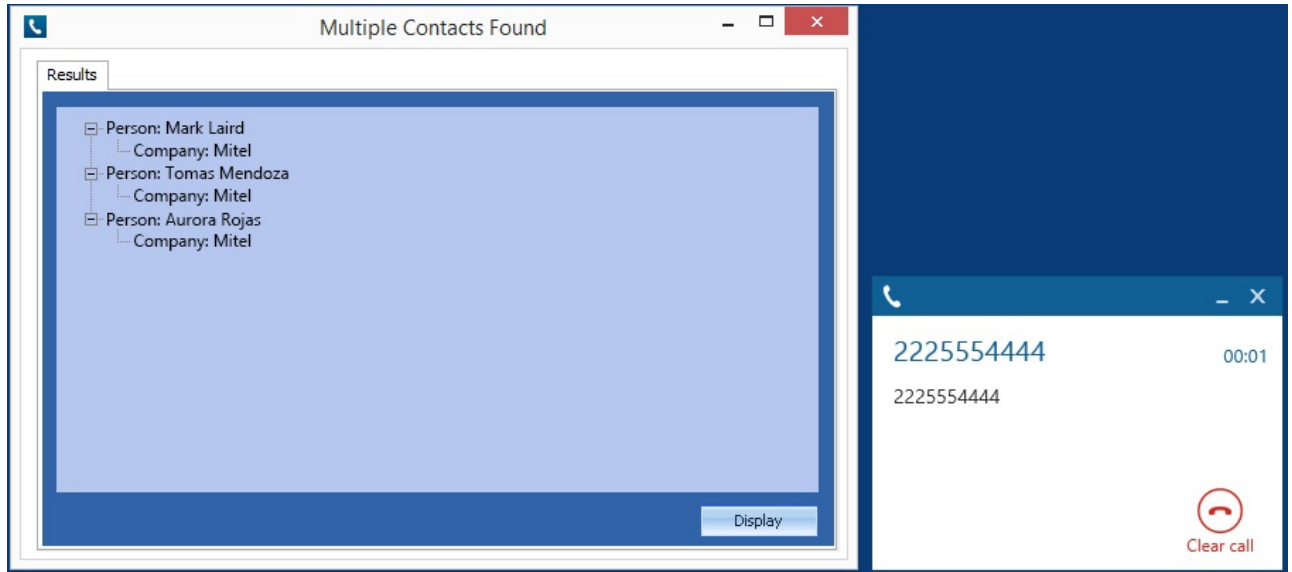 Multiple Contacts Found
Results
Person: Mark Laird
Company: Mitel
Person: Tomas Mendoza
Company: Mitel
Person: Aurora Rojas
Company: Mitel
Display
2225554444 00:01
2225554444
Clear call